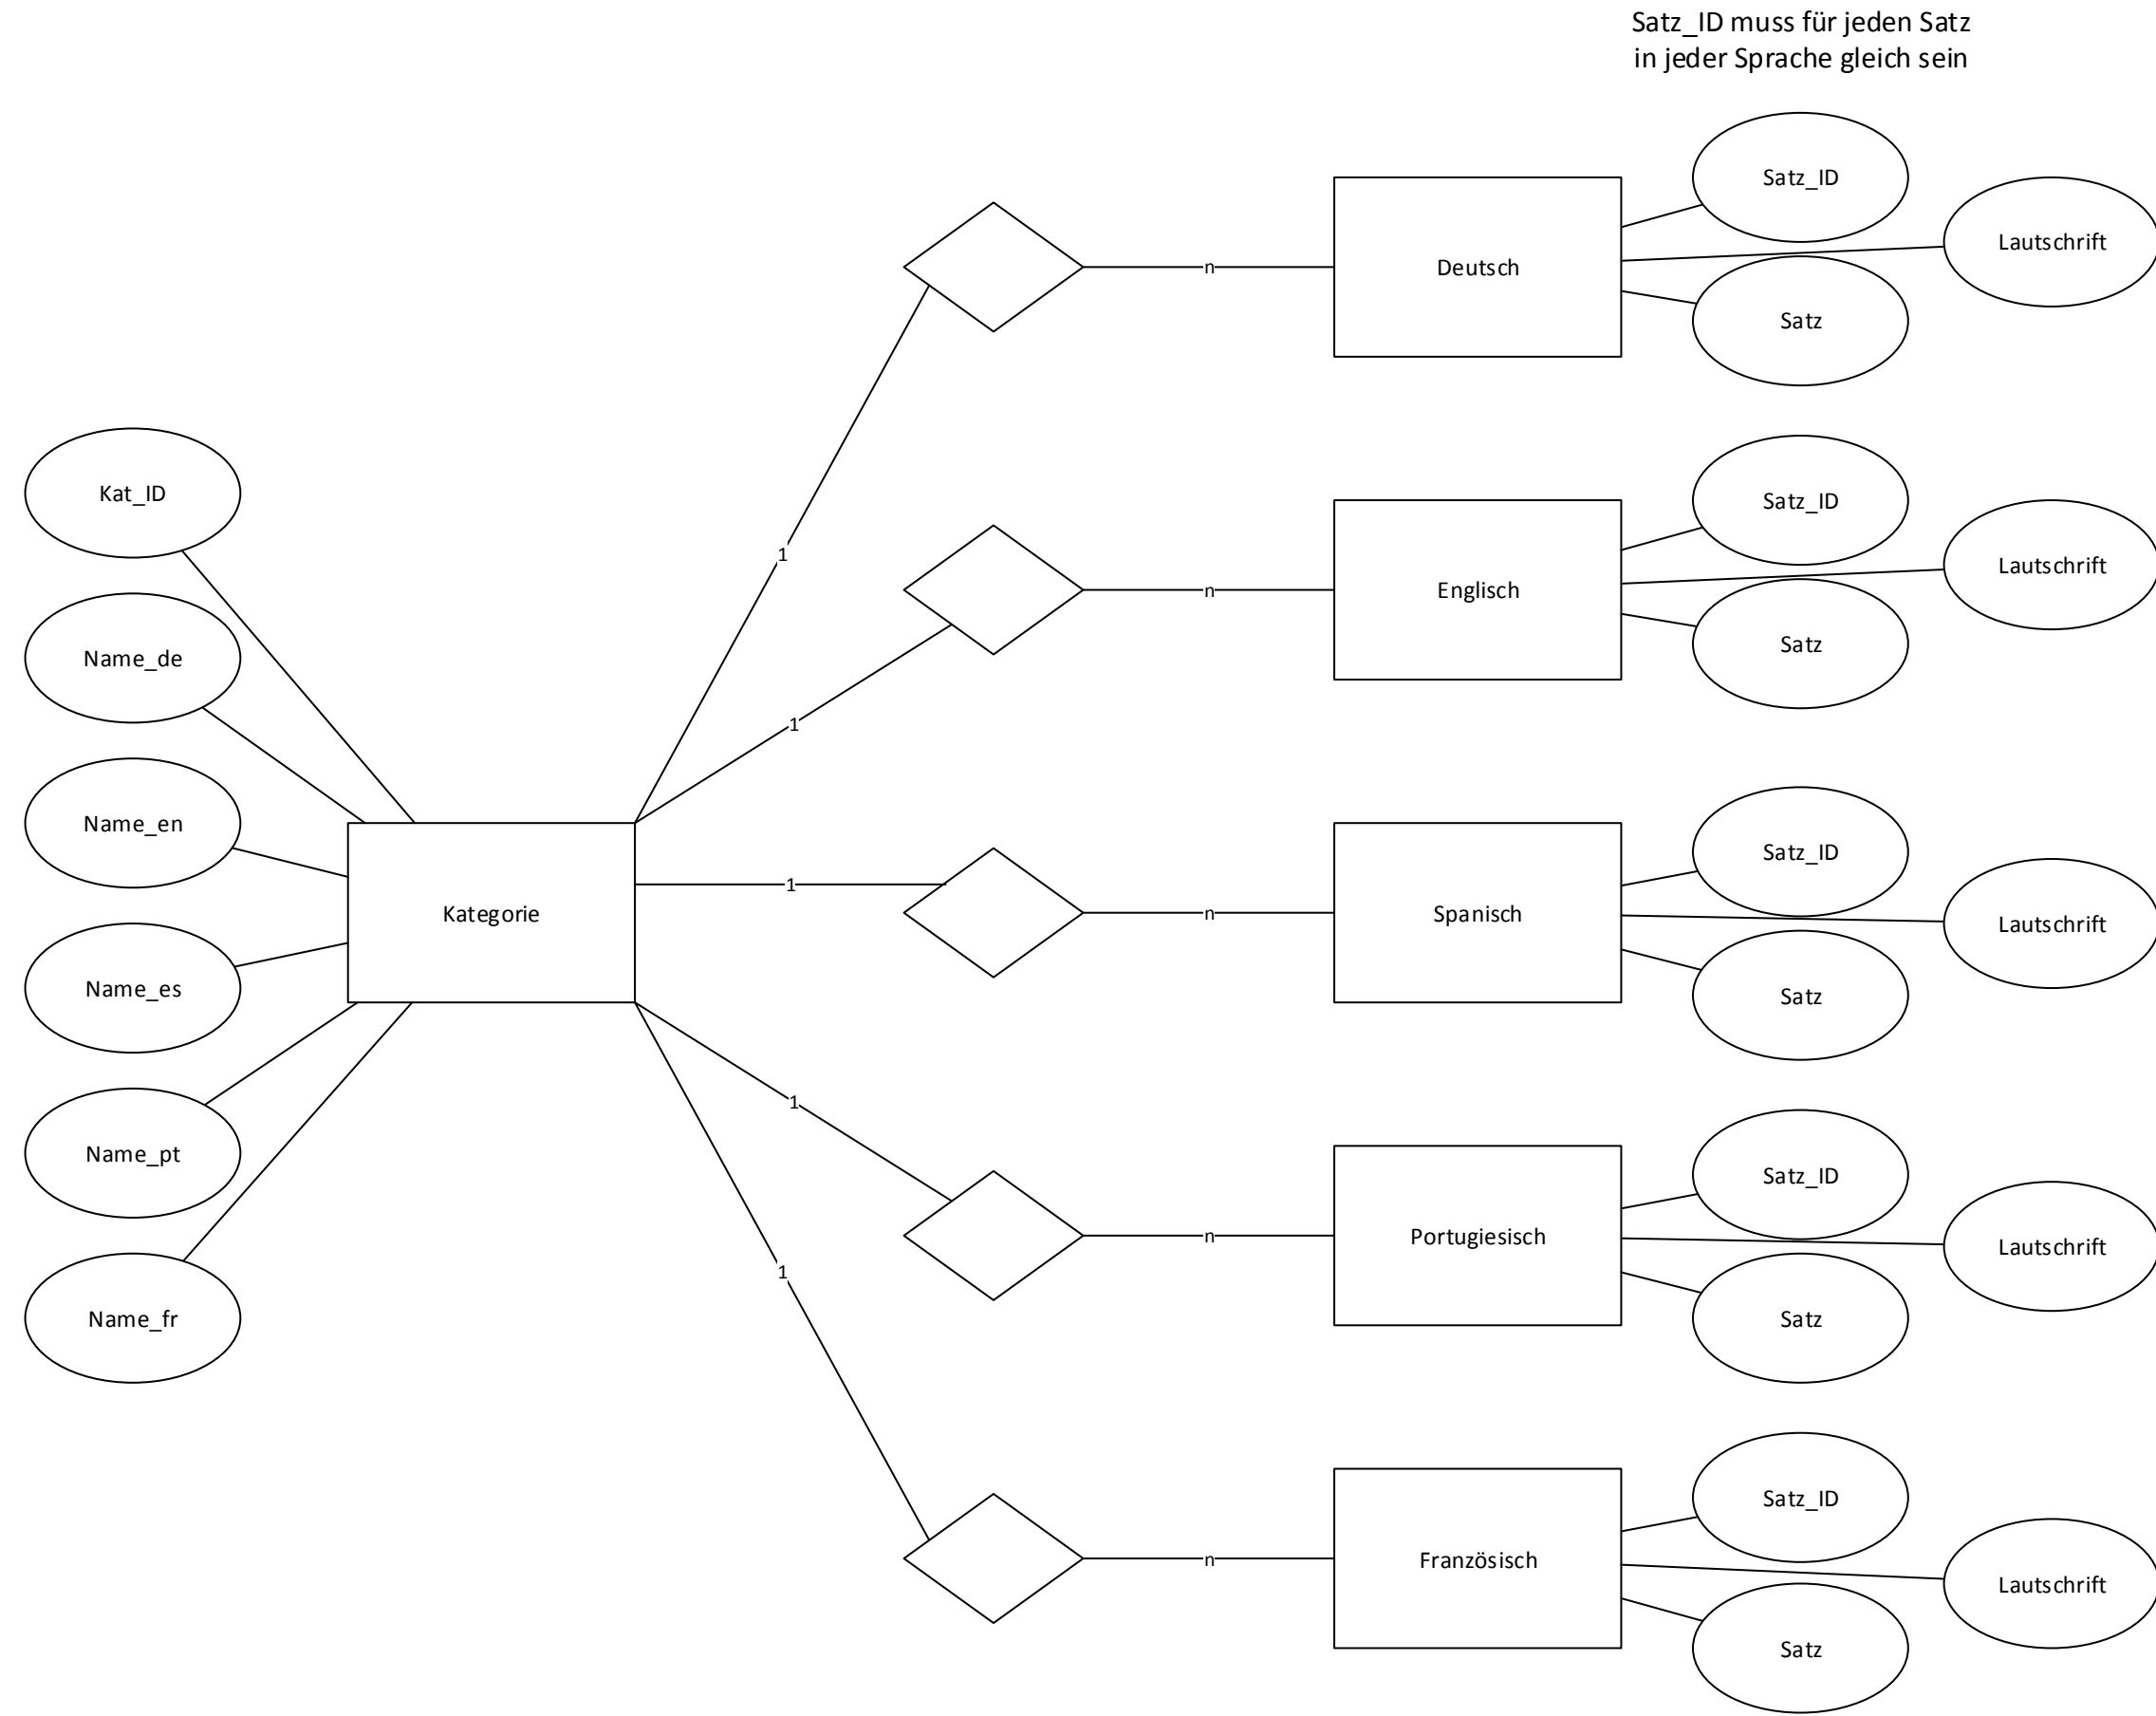 Satz_ID muss für jeden Satz
in jeder Sprache gleich sein
Satz_ID
Lautschrift
Deutsch
n
Satz
Kat_ID
Satz_ID
1
Lautschrift
Englisch
n
Satz
Name_de
1
Name_en
Satz_ID
1
Kategorie
n
Spanisch
Lautschrift
Name_es
Satz
1
Name_pt
Satz_ID
n
Portugiesisch
Lautschrift
1
Name_fr
Satz
Satz_ID
n
Französisch
Lautschrift
Satz